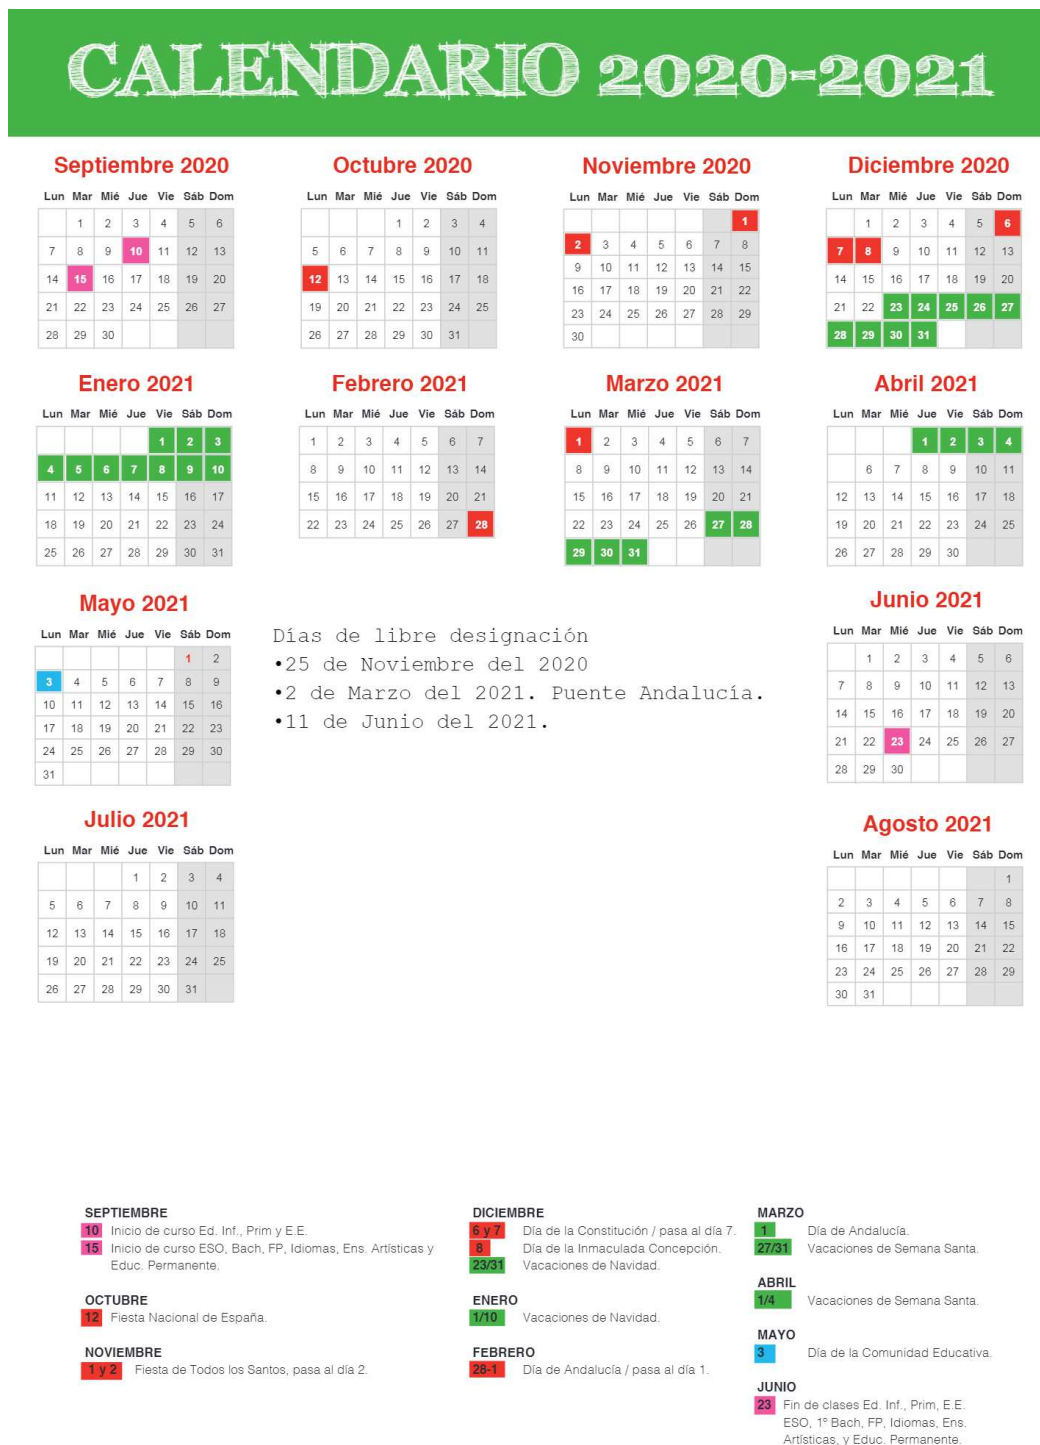 CALENDARIO 2020-2021
Septiembre 2020
Lun Mar Mié Jue Vie Sáb Dom
1 2 3 4 5 6
7 8 9 10 11 12 13
14 15 16 17 18 19 20
21 22 23 24 25 26 27
28 29 30
Octubre 2020
Lun Mar Mié Jue Vie Sáb Dom
1 2 3 4
5 6 7 8 9 10 11
12 13 14 15 16 17 18
19 20 21 22 23 24 25
26 27 28 29 30 31
Noviembre 2020
Lun Mar Mié Jue Vie Sáb Dom
1
2 3 4 5 6 7 8
9 10 11 12 13 14 15
16 17 18 19 20 21 22
23 24 25 26 27 28 29
30
Diciembre 2020
Lun Mar Mié Jue Vie Sáb Dom
1 2 3 4 5 6
7 8 9 10 11 12 13
14 15 16 17 18 19 20
21 22 23 24 25 26 27
28 29 30 31
Enero 2021
Lun Mar Mié Jue Vie Sáb Dom
1 2 3
4 5 6 7 8 9 10
11 12 13 14 15 16 17
18 19 20 21 22 23 24
25 26 27 28 29 30 31
Febrero 2021
Lun Mar Mié Jue Vie Sáb Dom
1 2 3 4 5 6 7
8 9 10 11 12 13 14
15 16 17 18 19 20 21
22 23 24 25 26 27 28
Marzo 2021
Lun Mar Mié Jue Vie Sáb Dom
1 2 3 4 5 6 7
8 9 10 11 12 13 14
15 16 17 18 19 20 21
22 23 24 25 26 27 28
29 30 31
Abril 2021
Lun Mar Mié Jue Vie Sáb Dom
1 2 3 4
6 7 8 9 10 11
12 13 14 15 16 17 18
19 20 21 22 23 24 25
26 27 28 29 30
Mayo 2021
Lun Mar Mié Jue Vie Sáb Dom
1 2
3 4 5 6 7 8 9
10 11 12 13 14 15 16
17 18 19 20 21 22 23
24 25 26 27 28 29 30
31
Días de libre designación
•25 de Noviembre del 2020
•2 de Marzo del 2021. Puente Andalucía.
•11 de Junio del 2021.
Junio 2021
Lun Mar Mié Jue Vie Sáb Dom
1 2 3 4 5 6
7 8 9 10 11 12 13
14 15 16 17 18 19 20
21 22 23 24 25 26 27
28 29 30
Julio 2021
Lun Mar Mié Jue Vie Sáb Dom
1 2 3 4
5 6 7 8 9 10 11
12 13 14 15 16 17 18
19 20 21 22 23 24 25
26 27 28 29 30 31
Agosto 2021
Lun Mar Mié Jue Vie Sáb Dom
1
2 3 4 5 6 7 8
9 10 11 12 13 14 15
16 17 18 19 20 21 22
23 24 25 26 27 28 29
30 31
SEPTIEMBRE
10 Inicio de curso Ed. Inf., Prim y E.E.
15 Inicio de curso ESO, Bach, FP, Idiomas, Ens. Artísticas y
Educ. Permanente.
OCTUBRE
12 Fiesta Nacional de España.
NOVIEMBRE
1 y 2 Fiesta de Todos los Santos, pasa al día 2.
DICIEMBRE
6 y 7 Día de la Constitución / pasa al día 7.
8 Día de la Inmaculada Concepción.
23/31 Vacaciones de Navidad.
ENERO
1/10 Vacaciones de Navidad.
FEBRERO
28-1 Día de Andalucía / pasa al día 1.
MARZO
1 Día de Andalucía.
27/31 Vacaciones de Semana Santa.
ABRIL
1/4 Vacaciones de Semana Santa.
MAYO
3 Día de la Comunidad Educativa.
JUNIO
23 Fin de clases Ed. Inf., Prim, E.E.
ESO, 1º Bach, FP, Idiomas, Ens.
Artísticas, y Educ. Permanente.